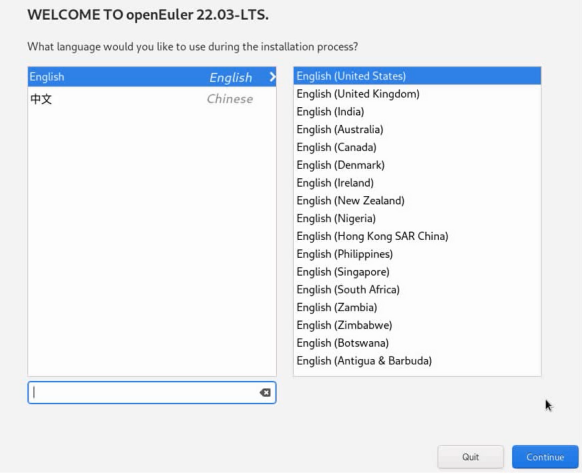 WELCOME TO openEuler 22.03-LTS.
What language would you like to use during the installation process?
English English
中文 Chinese
English (United States)
English (United Kingdom)
English (India)
English (Australia)
English (Canada)
English (Denmark)
English (Ireland)
English (New Zealand)
English (Nigeria)
English (Hong Kong SAR China)
English (Philippines)
English (Singapore)
English (South Africa)
English (Zambia)
English (Zimbabwe)
English (Botswana)
English (Antigua & Barbuda)
Quit Continue